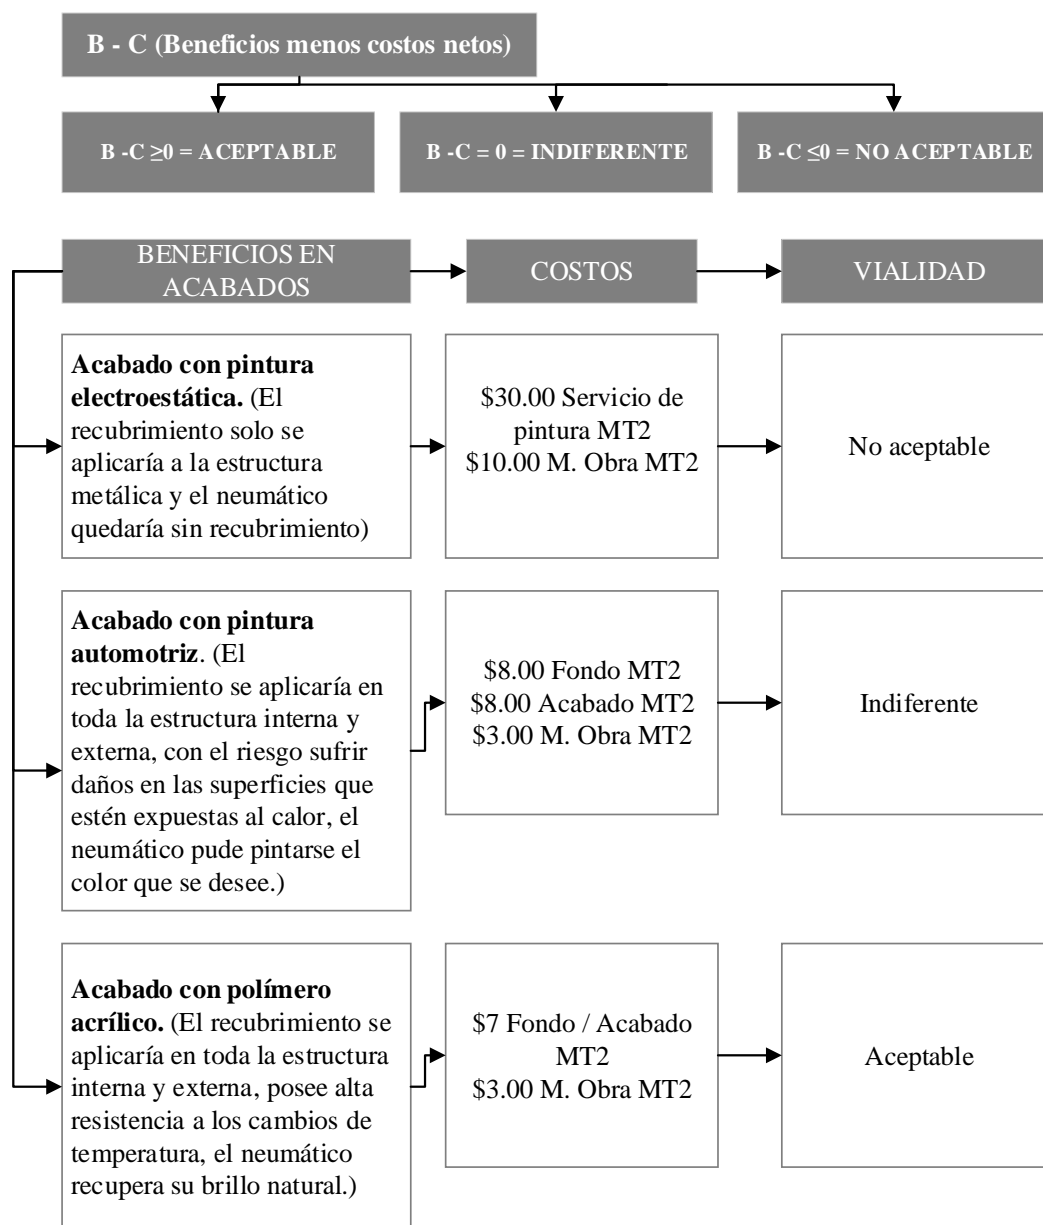 B - C (Beneficios menos costos netos)
B -C ≥0 = ACEPTABLE
B -C = 0 = INDIFERENTE
B -C ≤0 = NO ACEPTABLE
BENEFICIOS EN
ACABADOS
COSTOS
VIALIDAD
Acabado con pintura
electroestática. (El
recubrimiento solo se
aplicaría a la estructura
metálica y el neumático
quedaría sin recubrimiento)
$30.00 Servicio de
pintura MT2
$10.00 M. Obra MT2
No aceptable
Acabado con pintura
automotriz. (El
recubrimiento se aplicaría en
toda la estructura interna y
externa, con el riesgo sufrir
daños en las superficies que
estén expuestas al calor, el
neumático pude pintarse el
color que se desee.)
$8.00 Fondo MT2
$8.00 Acabado MT2
$3.00 M. Obra MT2
Indiferente
Acabado con polímero
acrílico. (El recubrimiento se
aplicaría en toda la estructura
interna y externa, posee alta
resistencia a los cambios de
temperatura, el neumático
recupera su brillo natural.)
$7 Fondo / Acabado
MT2
$3.00 M. Obra MT2
Aceptable